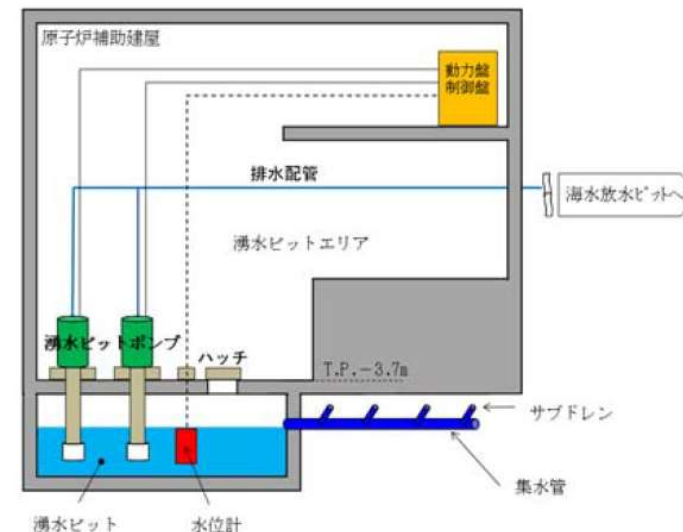 原子炉補助建屋
動力盤
制御盤
排水配管
海水放水ﾋﾟｯﾄへ
湧水ピットエリア
湧水ピットポンプ
ハッチ
T.P.－3.7m
サブドレン
集水管
湧水ピット
水位計